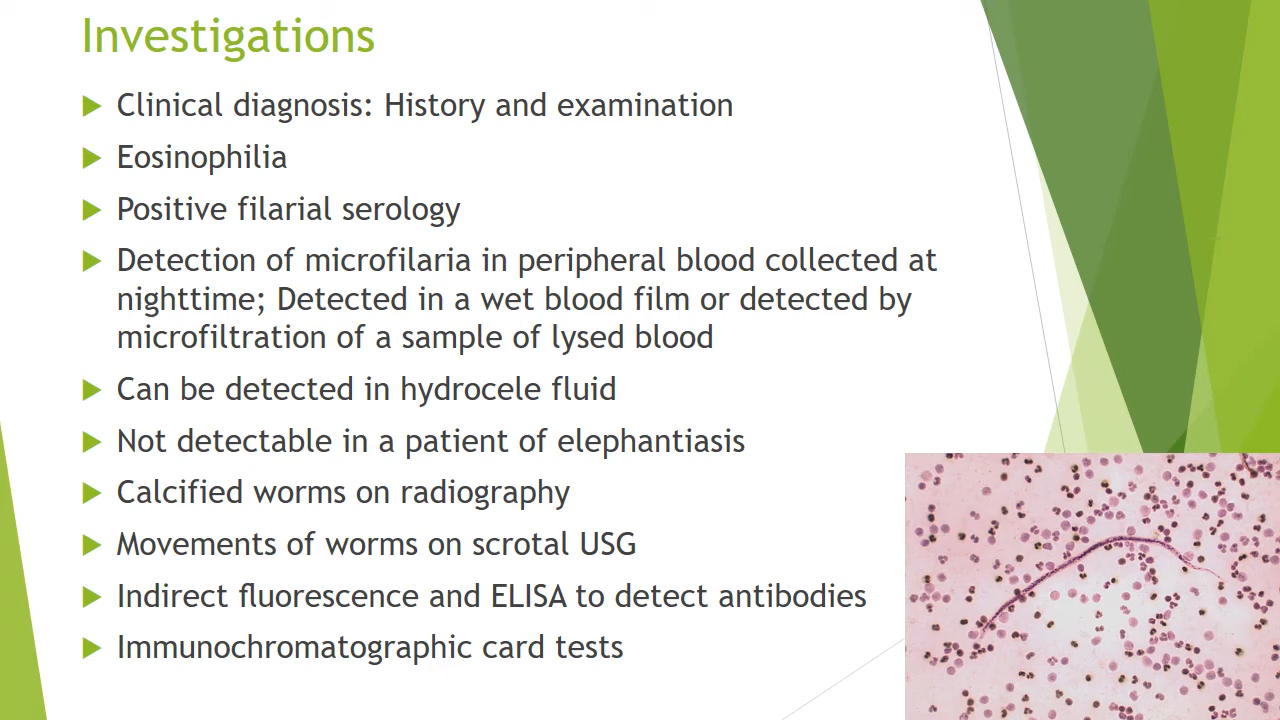 Investigations
Clinical diagnosis: History and examination
Eosinophilia
Positive filarial serology
Detection of microfilaria in peripheral blood collected at
nighttime; Detected in a wet blood film or detected by
microfiltration of a sample of lysed blood
Can be detected in hydrocele fluid
Not detectable in a patient of elephantiasis
Calcified worms on radiography
Movements of worms on scrotal USG
Indirect fluorescence and ELISA to detect antibodies
Immunochromatographic card tests